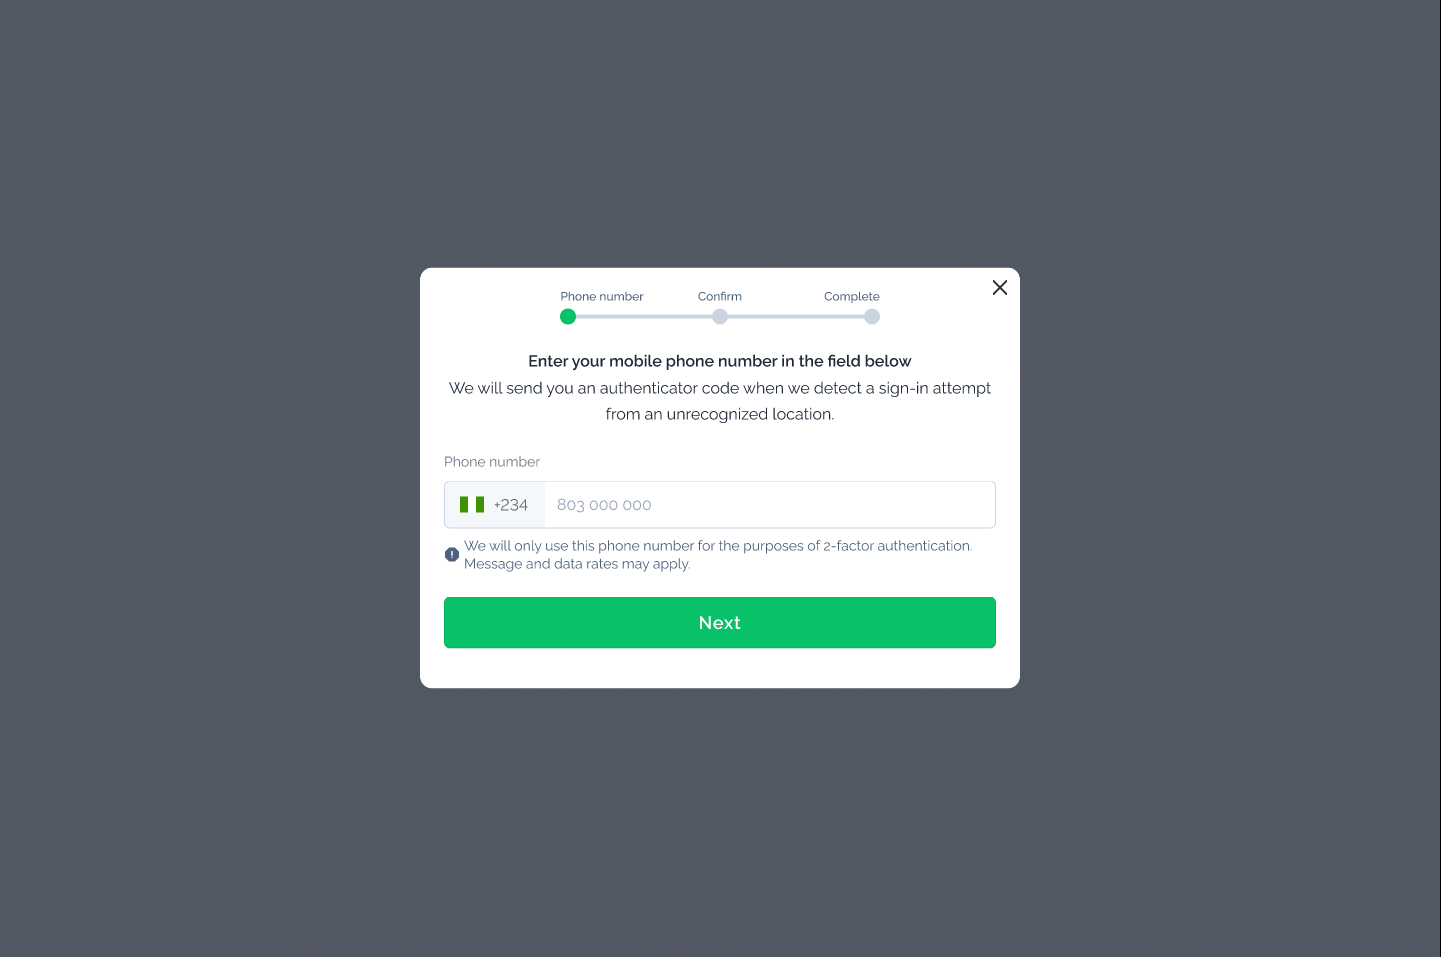 Phone number
Confirm
Complete
Enter your mobile phone number in the field below
We will send you an authenticator code when we detect a sign-in attempt
from an unrecognized location.
Phone number
+234
803 000 000
We will only use this phone number for the purposes of 2-factor authentication.
Message and data rates may apply.
Next